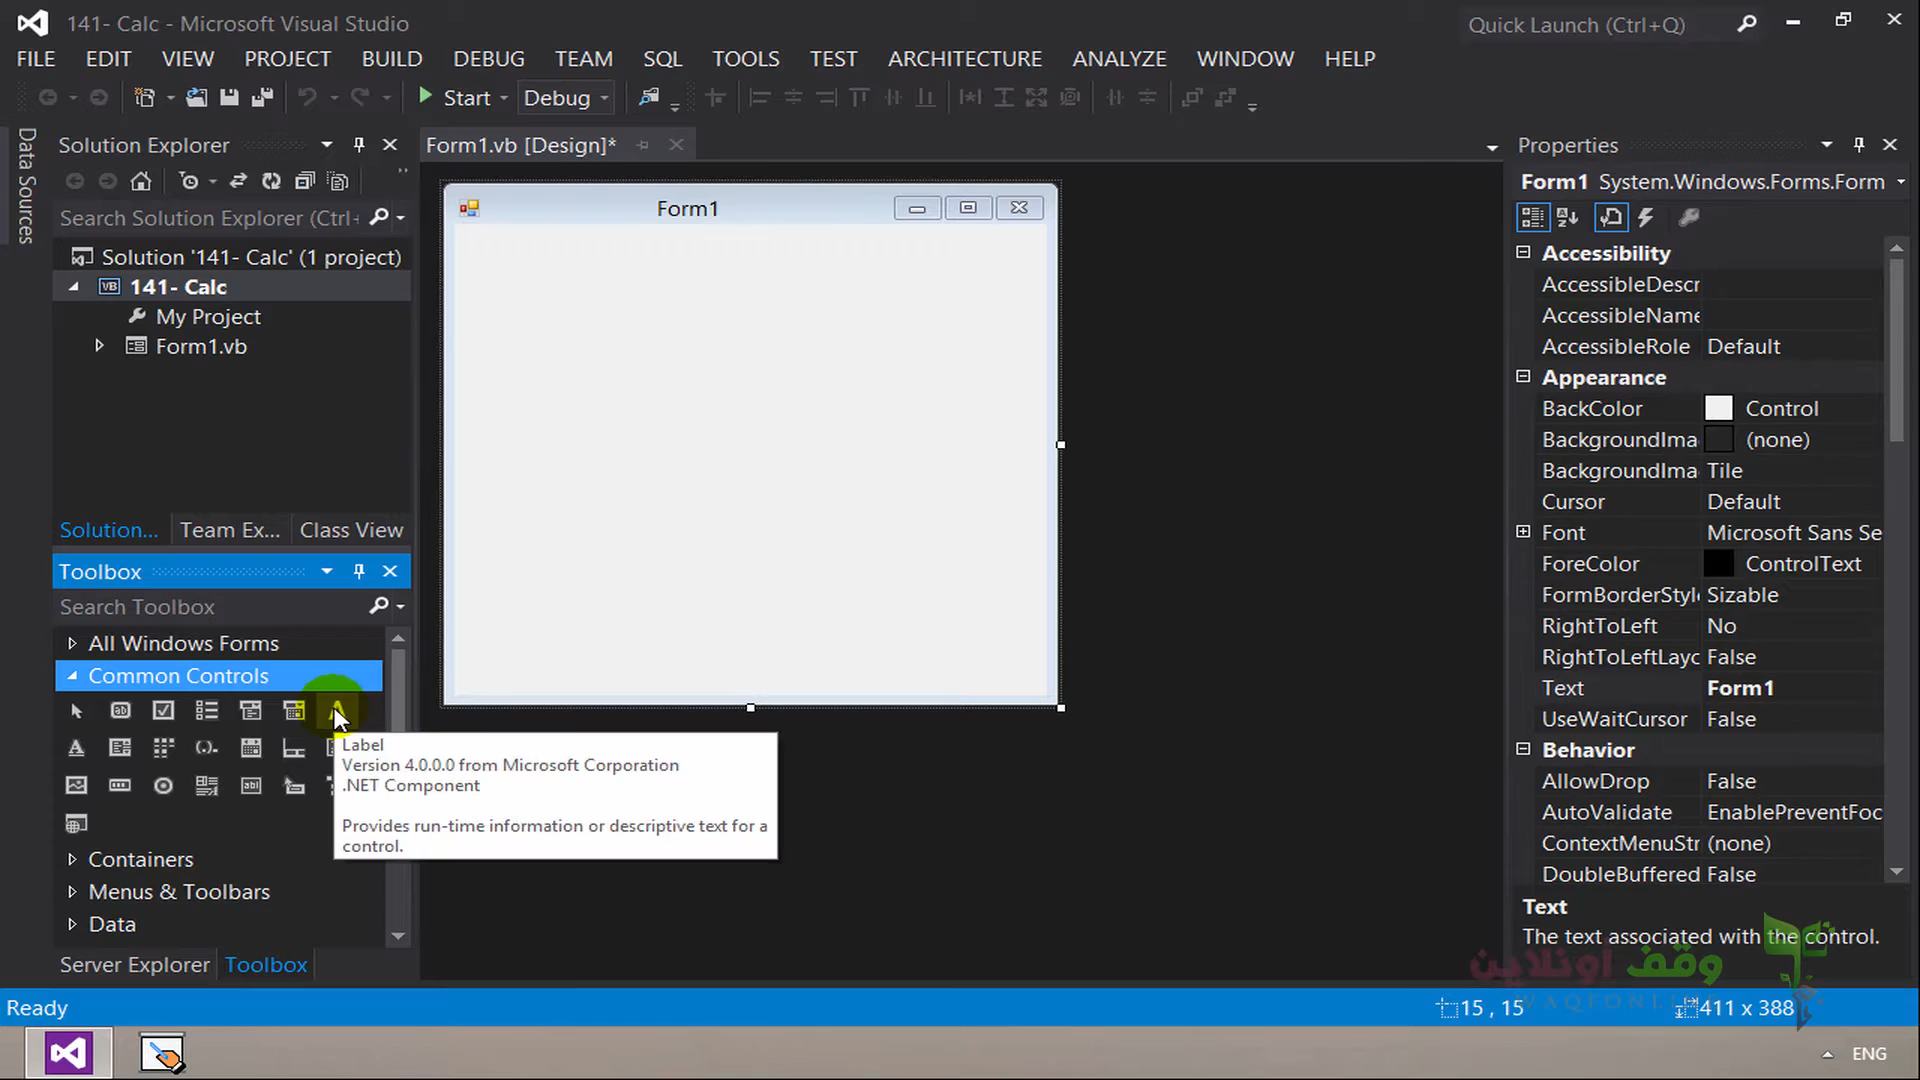 141- Calc - Microsoft Visual Studio
Quick Launch (Ctrl+Q)
FILE EDIT VIEW PROJECT BUILD DEBUG TEAM SQL TOOLS TEST ARCHITECTURE ANALYZE WINDOW HELP
Start Debug
Data Sources
Solution Explorer
Search Solution Explorer (Ctrl+
Solution '141- Calc' (1 project)
141- Calc
My Project
Form1.vb
Solution... Team Ex... Class View
Toolbox
Search Toolbox
All Windows Forms
Common Controls
Containers
Menus & Toolbars
Data
Server Explorer Toolbox
Form1.vb [Design]*
Form1
Label
Version 4.0.0.0 from Microsoft Corporation
.NET Component
Provides run-time information or descriptive text for a
control.
Properties
Form1 System.Windows.Forms.Form
Accessibility
AccessibleDescr
AccessibleName
AccessibleRole Default
Appearance
BackColor Control
BackgroundIma (none)
BackgroundIma Tile
Cursor Default
Font Microsoft Sans Se
ForeColor ControlText
FormBorderStyl Sizable
RightToLeft No
RightToLeftLayc False
Text Form1
UseWaitCursor False
Behavior
AllowDrop False
AutoValidate EnablePreventFoc
ContextMenuStr (none)
DoubleBuffered False
Text
The text associated with the control.
وقف اونلاين
WAQFONLINE
Ready
15 , 15
411 x 388
ENG